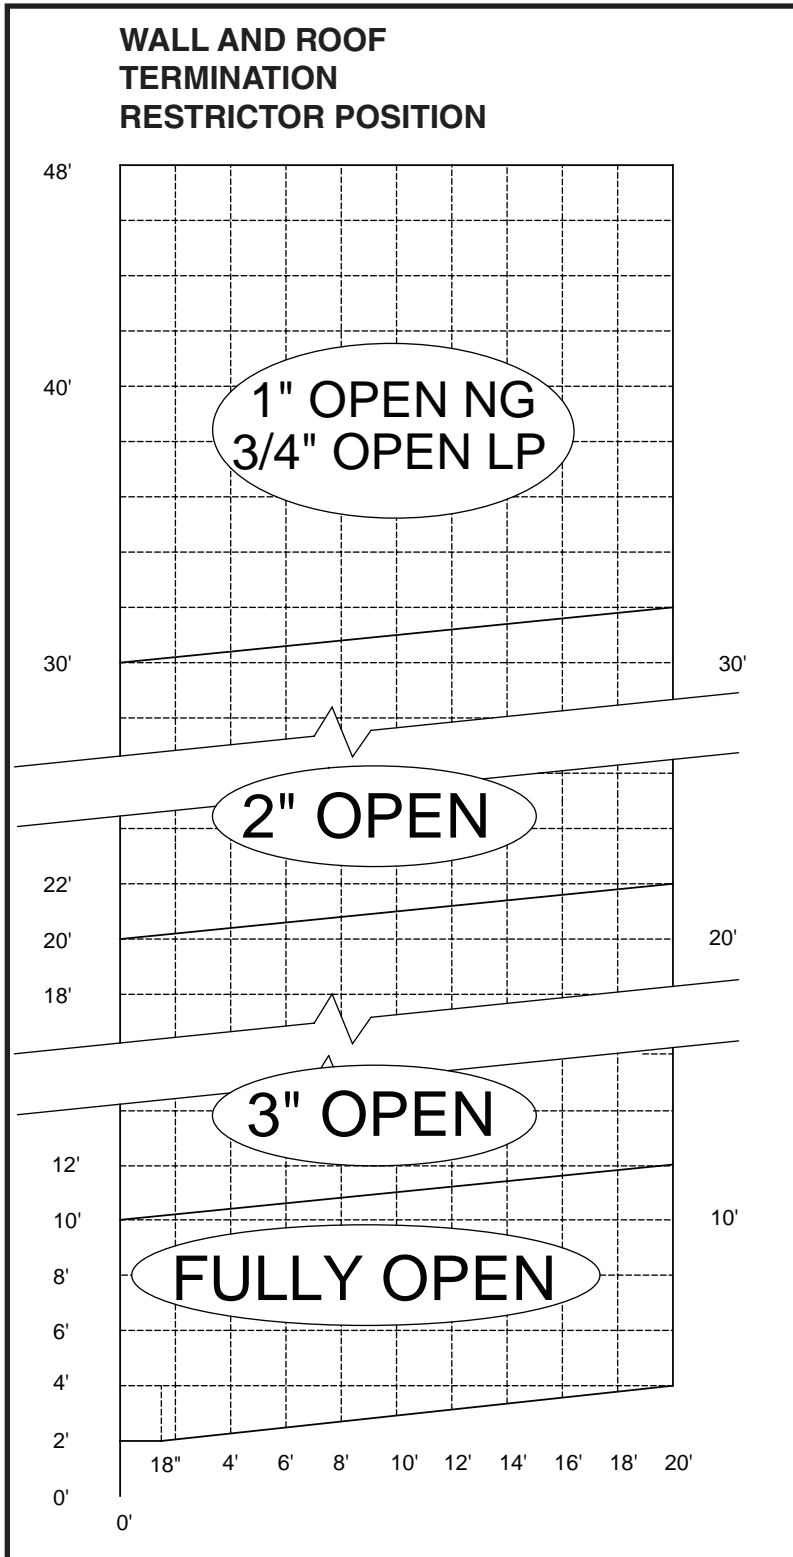 WALL AND ROOF
TERMINATION
RESTRICTOR POSITION
48'
40'
1" OPEN NG
3/4" OPEN LP
30'
30'
2" OPEN
22'
20'
20'
18'
3" OPEN
12'
10'
10'
FULLY OPEN
8'
6'
4'
2'
18" 4' 6' 8' 10' 12' 14' 16' 18' 20'
0'
0'